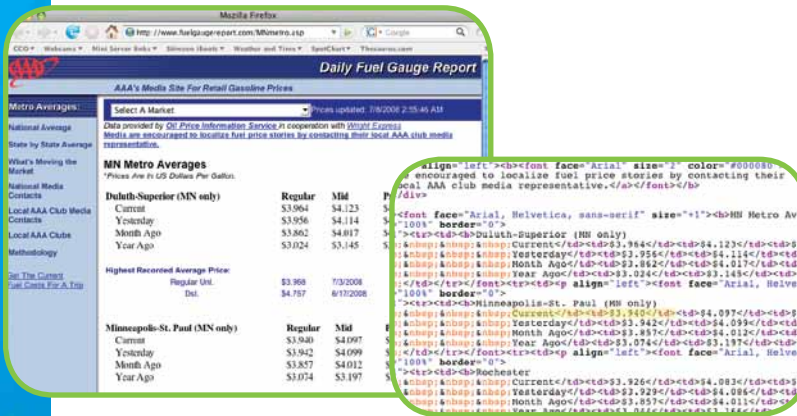 Mozilla Firefox
http://www.fuelgaugereport.com/MNmetro.asp
Google
CCO Webcams Mini Server links Stimson iBoats Weather and Times SpotChart Thesaurus.com
AAA
Daily Fuel Gauge Report
AAA's Media Site For Retail Gasoline Prices
Metro Averages:
National Average
State by State Average
What's Moving the
Market
National Media
Contacts
Local AAA Club Media
Contacts
Local AAA Clubs
Methodology
Get The Current
Fuel Costs For A Trip
Select A Market
Prices updated: 7/8/2008 2:55:46 AM
Data provided by Oil Price Information Service in cooperation with Wright Express
Media are encouraged to localize fuel price stories by contacting their local AAA club media
representative.
MN Metro Averages
*Prices Are In US Dollars Per Gallon.
Duluth-Superior (MN only) Regular Mid
Current $3.964 $4.123
Yesterday $3.956 $4.114
Month Ago $3.862 $4.017
Year Ago $3.024 $3.145
Highest Recorded Average Price:
Regular Unl. $3.968 7/3/2008
Dsl. $4.757 6/17/2008
Minneapolis-St. Paul (MN only) Regular Mid
Current $3.940 $4.097
Yesterday $3.942 $4.099
Month Ago $3.857 $4.012
Year Ago $3.074 $3.197
align="left"><b><font face="Arial" size="2" color="#000080
encouraged to localize fuel price stories by contacting their
local AAA club media representative.</a></font></b>
/div>
<font face="Arial, Helvetica, sans-serif" size="+1"><b>MN Metro Av
"100%" border="0">
"><tr><td><b>Duluth-Superior (MN only)
;&nbsp;&nbsp;Current</td><td>$3.964</td><td>$4.123</td><td>$
;&nbsp;&nbsp;Yesterday</td><td>$3.956</td><td>$4.114</td><td
;&nbsp;&nbsp;Month Ago</td><td>$3.862</td><td>$4.017</td><td
;&nbsp;&nbsp;Year Ago</td><td>$3.024</td><td>$3.145</td><td>
;</td></tr></font><tr><td><p align="left"><font face="Arial, Helve
"100%" border="0">
"><tr><td><b>Minneapolis-St. Paul (MN only)
;&nbsp;&nbsp;Current</td><td>$3.940</td><td>$4.097</td><td>$
;&nbsp;&nbsp;Yesterday</td><td>$3.942</td><td>$4.099</td><td
;&nbsp;&nbsp;Month Ago</td><td>$3.857</td><td>$4.012</td><td
;&nbsp;&nbsp;Year Ago</td><td>$3.074</td><td>$3.197</td><td>
;</td></tr></font><tr><td><p align="left"><font face="Arial, Helve
"100%" border="0">
"><tr><td><b>Rochester
;&nbsp;&nbsp;Current</td><td>$3.926</td><td>$4.083</td><td>$
;&nbsp;&nbsp;Yesterday</td><td>$3.929</td><td>$4.086</td><td
;&nbsp;&nbsp;Month Ago</td><td>$3.857</td><td>$4.011</td><td